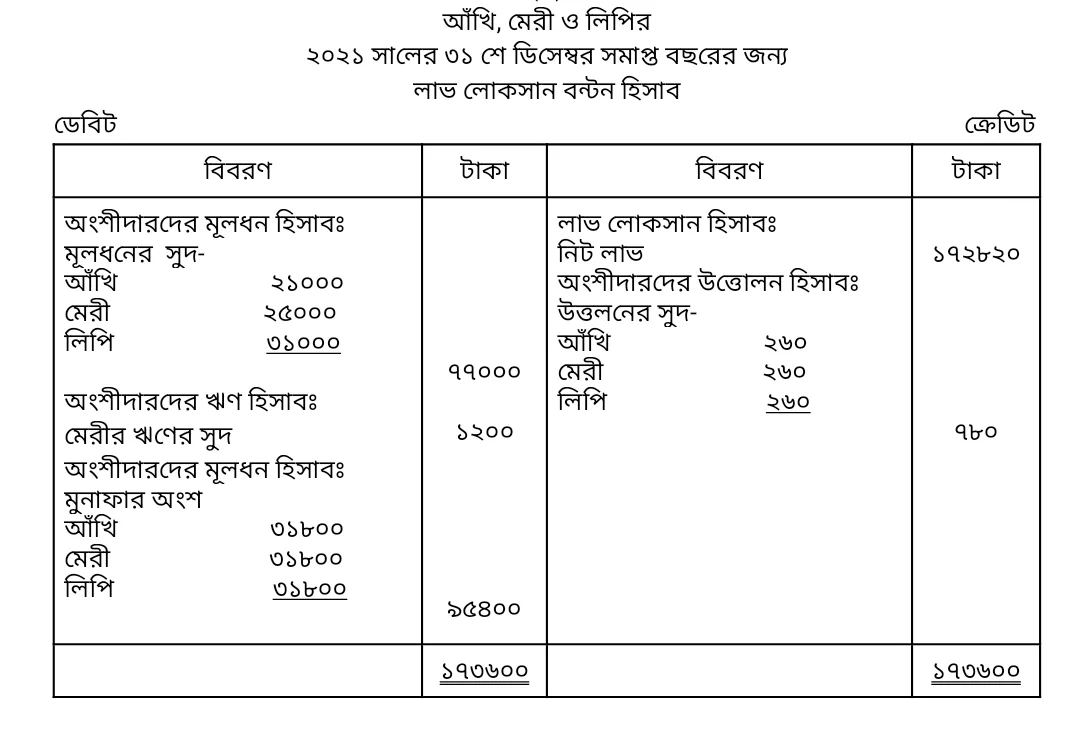 আঁখি, মেরী ও লিপির
২০২১ সালের ৩১ শে ডিসেম্বর সমাপ্ত বছরের জন্য
লাভ লোকসান বন্টন হিসাব
ডেবিট ক্রেডিট
বিবরণ টাকা বিবরণ টাকা
অংশীদারদের মূলধন হিসাবঃ
মূলধনের সুদ-
আঁখি ২১০০০
মেরী ২৫০০০
লিপি ৩১০০০
৭৭০০০
অংশীদারদের ঋণ হিসাবঃ
মেরীর ঋণের সুদ ১২০০
অংশীদারদের মূলধন হিসাবঃ
মুনাফার অংশ
আঁখি ৩১৮০০
মেরী ৩১৮০০
লিপি ৩১৮০০
৯৫৪০০
লাভ লোকসান হিসাবঃ
নিট লাভ ১৭২৮২০
অংশীদারদের উত্তোলন হিসাবঃ
উত্তলনের সুদ-
আঁখি ২৬০
মেরী ২৬০
লিপি ২৬০
৭৮০
১৭৩৬০০ ১৭৩৬০০